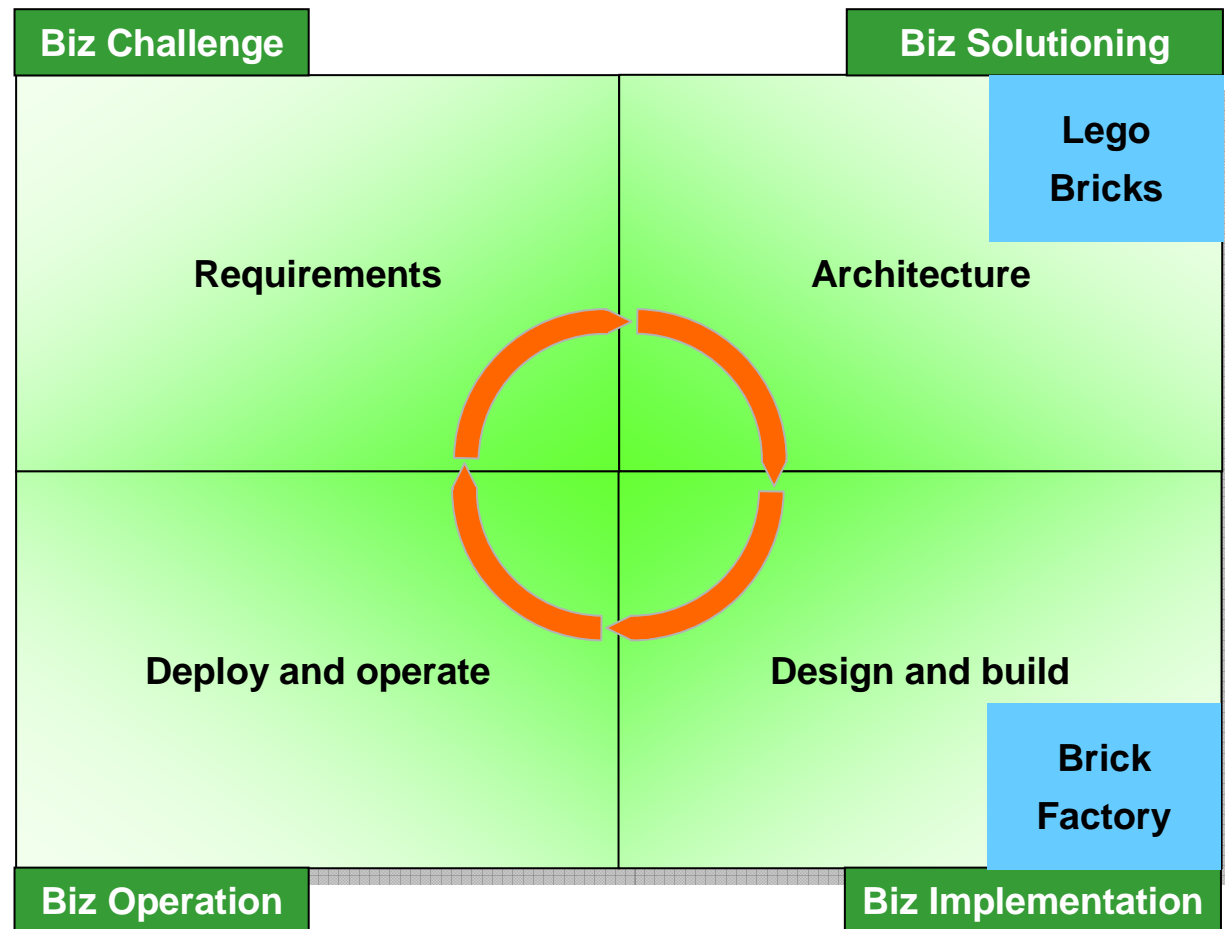 Biz Challenge
Biz Solutioning
Lego
Bricks
Requirements
Architecture
Deploy and operate
Design and build
Brick
Factory
Biz Operation
Biz Implementation